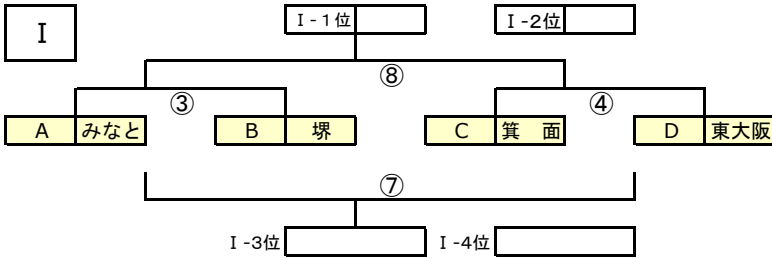 I
I-1位
I-2位
⑧
③
④
A みなと
B 堺
C 箕 面
D 東大阪
⑦
I-3位
I-4位